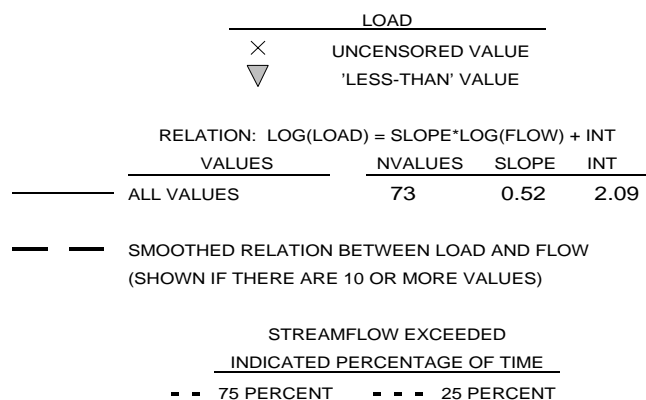 LOAD
UNCENSORED VALUE
'LESS-THAN' VALUE
RELATION: LOG(LOAD) = SLOPE*LOG(FLOW) + INT
VALUES NVALUES SLOPE INT
ALL VALUES 73 0.52 2.09
SMOOTHED RELATION BETWEEN LOAD AND FLOW
(SHOWN IF THERE ARE 10 OR MORE VALUES)
STREAMFLOW EXCEEDED
INDICATED PERCENTAGE OF TIME
75 PERCENT 25 PERCENT